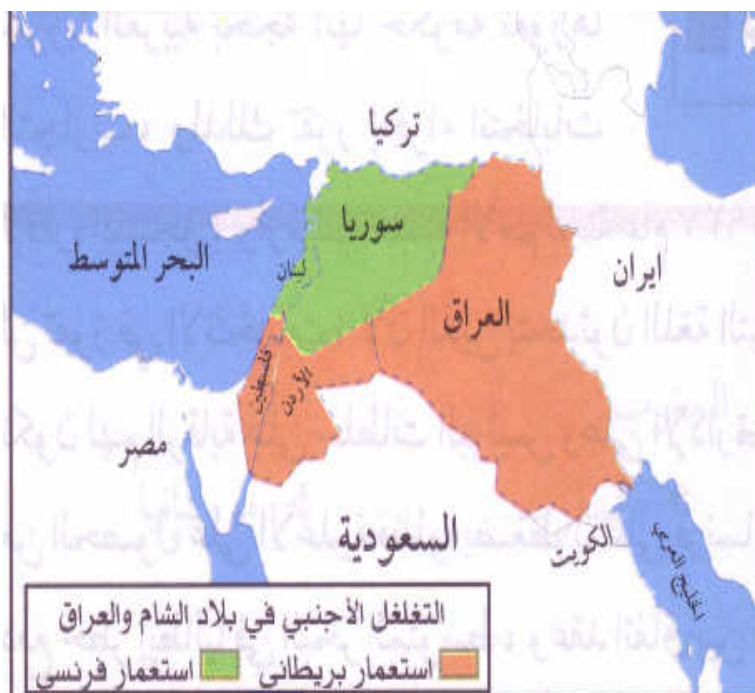 تركيا
سوريا
لبنان
البحر المتوسط
ايران
العراق
فلسطين
الأردن
مصر
السعودية
الكويت
الخليج العربي
التغلغل الأجنبي في بلاد الشام والعراق
استعمار بريطاني
استعمار فرنسي